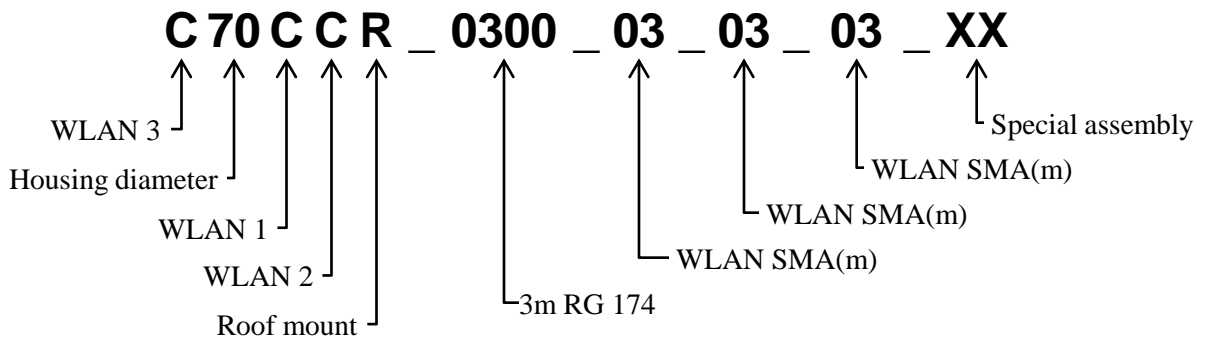 C 70 C C R _ 0300 _ 03 _ 03 _ 03 _ XX
WLAN 3
Special assembly
Housing diameter
WLAN SMA(m)
WLAN 1
WLAN SMA(m)
WLAN 2
WLAN SMA(m)
Roof mount
3m RG 174